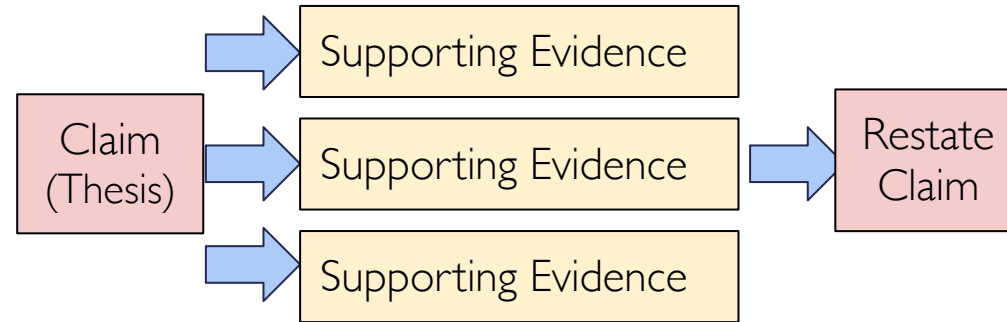 Supporting Evidence
Claim
(Thesis)
Supporting Evidence
Restate
Claim
Supporting Evidence